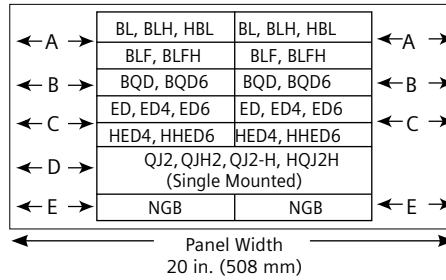 A BL, BLH, HBL BL, BLH, HBL A
BLF, BLFH BLF, BLFH
B BQD, BQD6 BQD, BQD6 B
C ED, ED4, ED6 ED, ED4, ED6 C
HED4, HHED6 HED4, HHED6
D QJ2, QJH2, QJ2-H, HQJ2H
(Single Mounted)
E NGB NGB E
Panel Width
20 in. (508 mm)